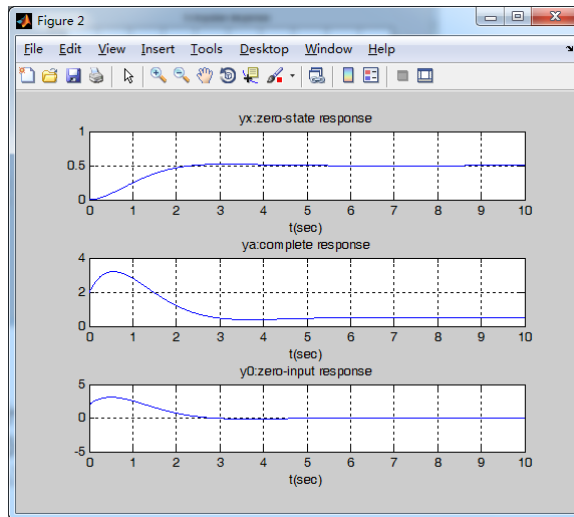 Figure 2
File Edit View Insert Tools Desktop Window Help
yx:zero-state response
1
0.5
0
0 1 2 3 4 5 6 7 8 9 10
t(sec)
ya:complete response
4
2
0
0 1 2 3 4 5 6 7 8 9 10
t(sec)
y0:zero-input response
5
0
-5
0 1 2 3 4 5 6 7 8 9 10
t(sec)